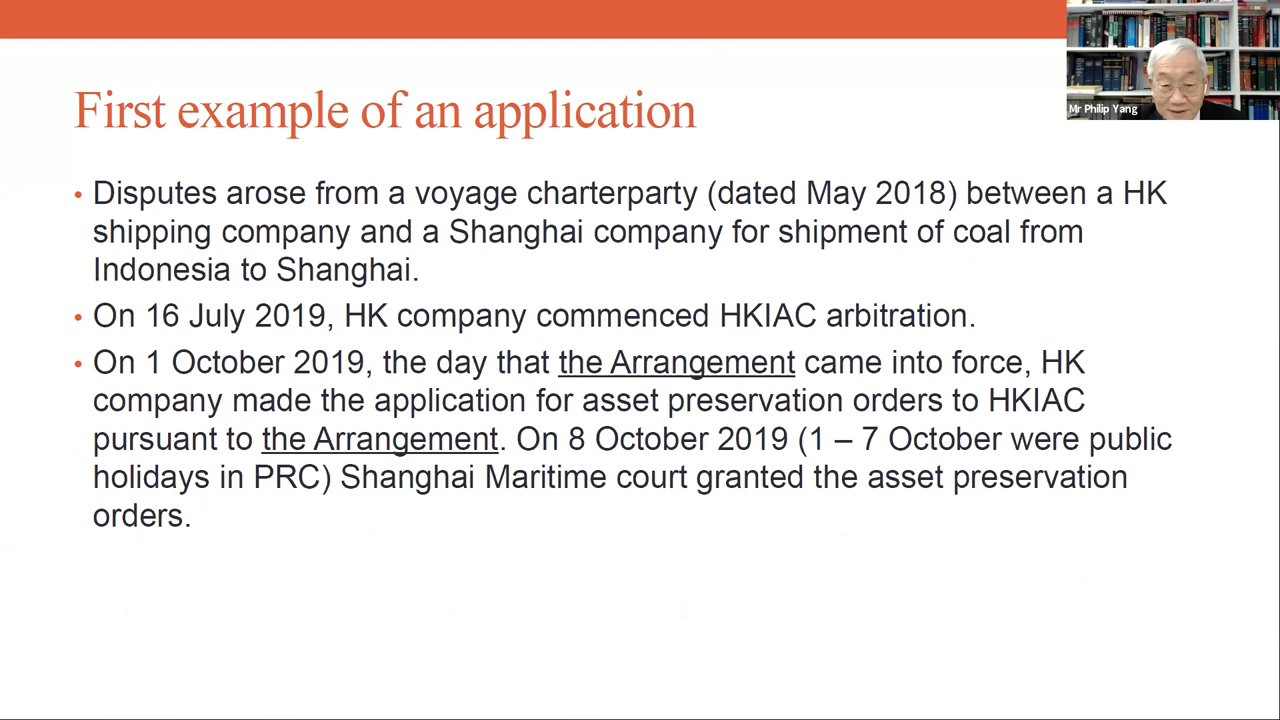 First example of an application
Mr Philip Yang
• Disputes arose from a voyage charterparty (dated May 2018) between a HK
shipping company and a Shanghai company for shipment of coal from
Indonesia to Shanghai.
• On 16 July 2019, HK company commenced HKIAC arbitration.
• On 1 October 2019, the day that the Arrangement came into force, HK
company made the application for asset preservation orders to HKIAC
pursuant to the Arrangement. On 8 October 2019 (1 – 7 October were public
holidays in PRC) Shanghai Maritime court granted the asset preservation
orders.